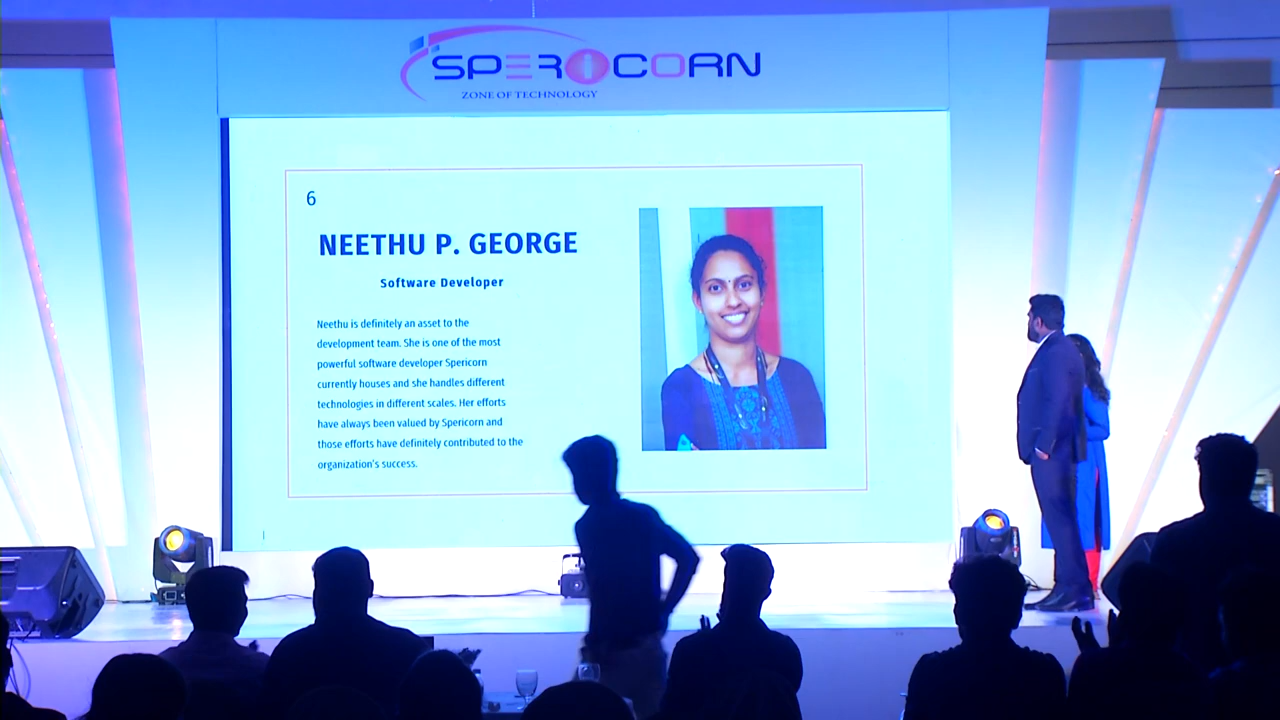 SPERICORN
ZONE OF TECHNOLOGY
6
NEETHU P. GEORGE
Software Developer
Neethu is definitely an asset to the
development team. She is one of the most
powerful software developer Spericorn
currently houses and she handles different
technologies in different scales. Her efforts
have always been valued by Spericorn and
those efforts have definitely contributed to the
organization's success.